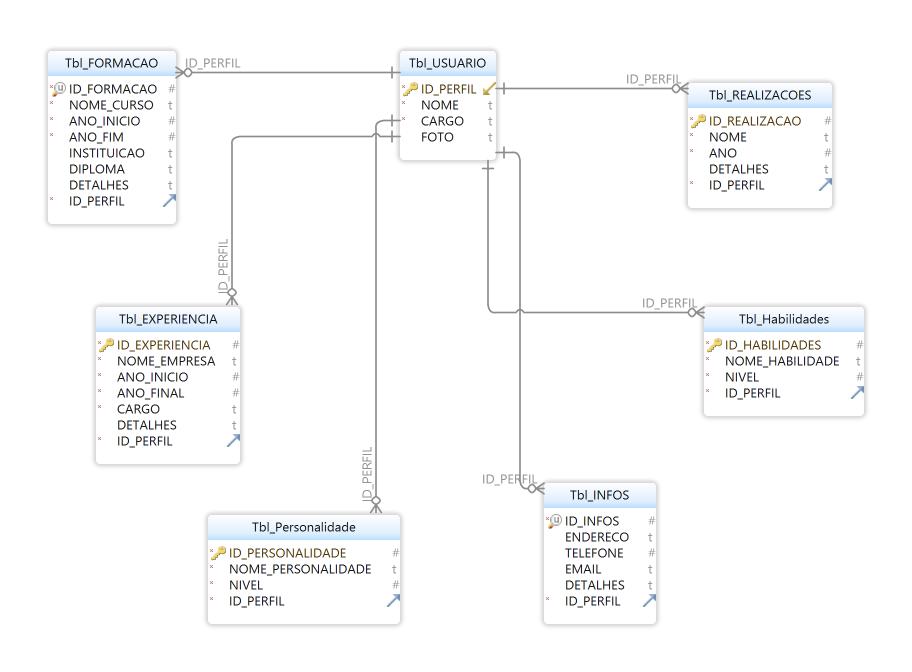 Tbl_FORMACAO
ID_FORMACAO #
NOME_CURSO t
ANO_INICIO #
ANO_FIM #
INSTITUICAO t
DIPLOMA t
DETALHES t
ID_PERFIL
ID_PERFIL
Tbl_USUARIO
ID_PERFIL
NOME t
CARGO t
FOTO t
ID_PERFIL
Tbl_REALIZACOES
ID_REALIZACAO #
NOME t
ANO #
DETALHES t
ID_PERFIL
ID_PERFIL
Tbl_EXPERIENCIA
ID_EXPERIENCIA #
NOME_EMPRESA t
ANO_INICIO #
ANO_FINAL #
CARGO t
DETALHES t
ID_PERFIL
ID_PERFIL
Tbl_Habilidades
ID_HABILIDADES #
NOME_HABILIDADE t
NIVEL #
ID_PERFIL
ID_PERFIL
Tbl_Personalidade
ID_PERSONALIDADE #
NOME_PERSONALIDADE t
NIVEL #
ID_PERFIL
ID_PERFIL
Tbl_INFOS
ID_INFOS #
ENDERECO t
TELEFONE #
EMAIL t
DETALHES t
ID_PERFIL